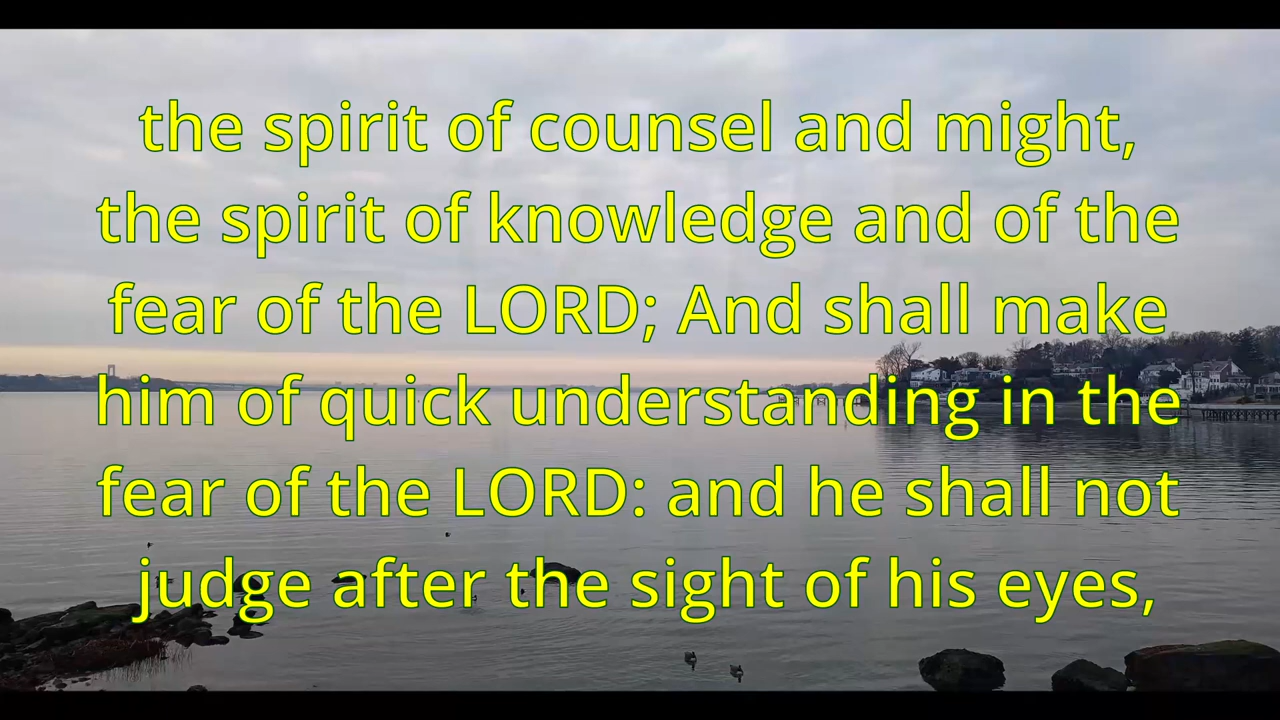 the spirit of counsel and might,
the spirit of knowledge and of the
fear of the LORD; And shall make
him of quick understanding in the
fear of the LORD: and he shall not
judge after the sight of his eyes,